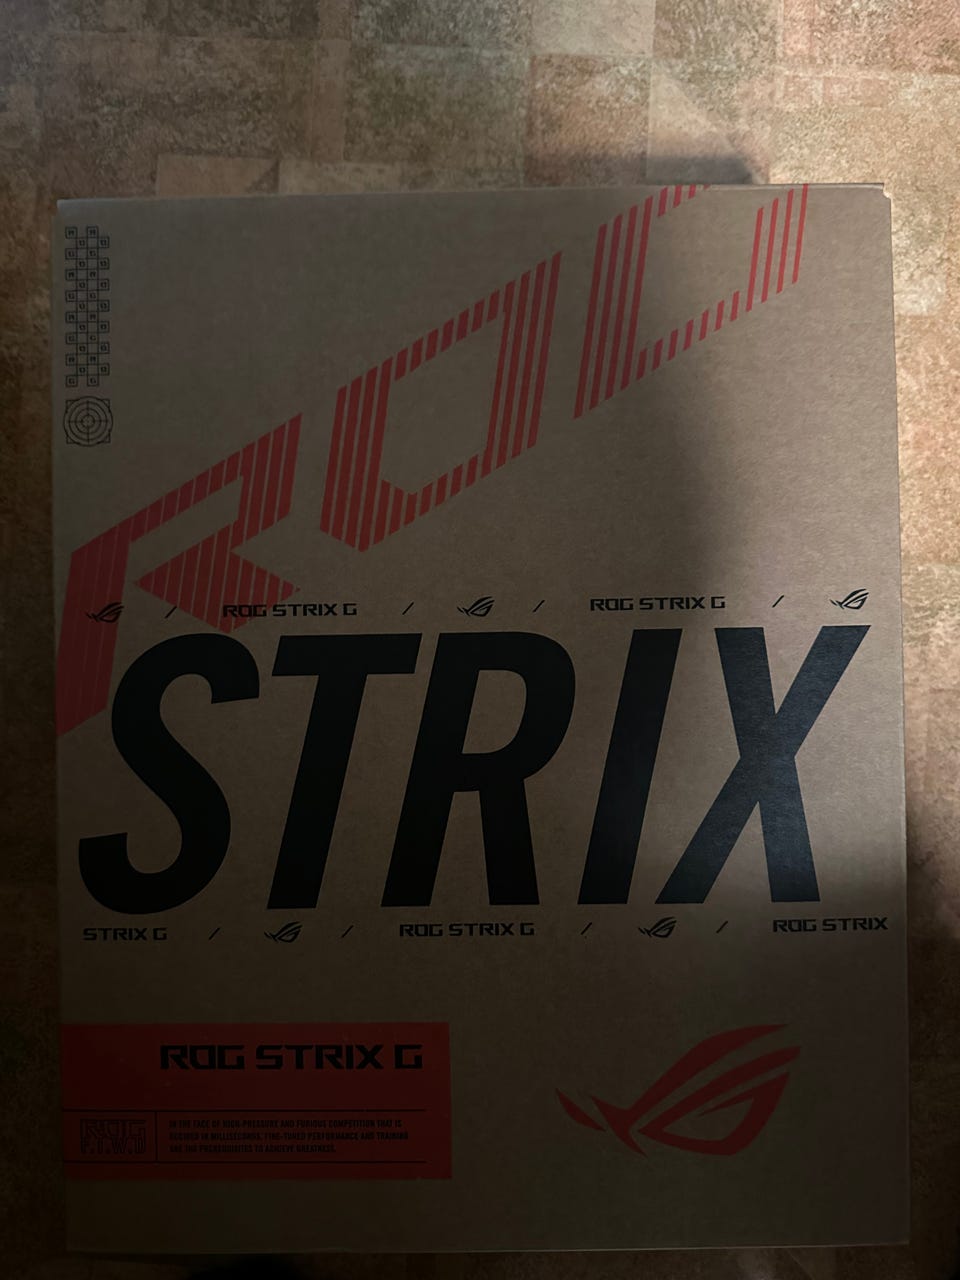 ROG
ROG STRIX G / / ROG STRIX G /
STRIX
STRIX G / / ROG STRIX G / / ROG STRIX
ROG STRIX G
ROG
F.T.W.D
IN THE FACE OF HIGH-PRESSURE AND FURIOUS COMPETITION THAT IS
DECIDED IN MILLISECONDS, FINE-TUNED PERFORMANCE AND TRAINING
ARE THE PREREQUISITES TO ACHIEVE GREATNESS.